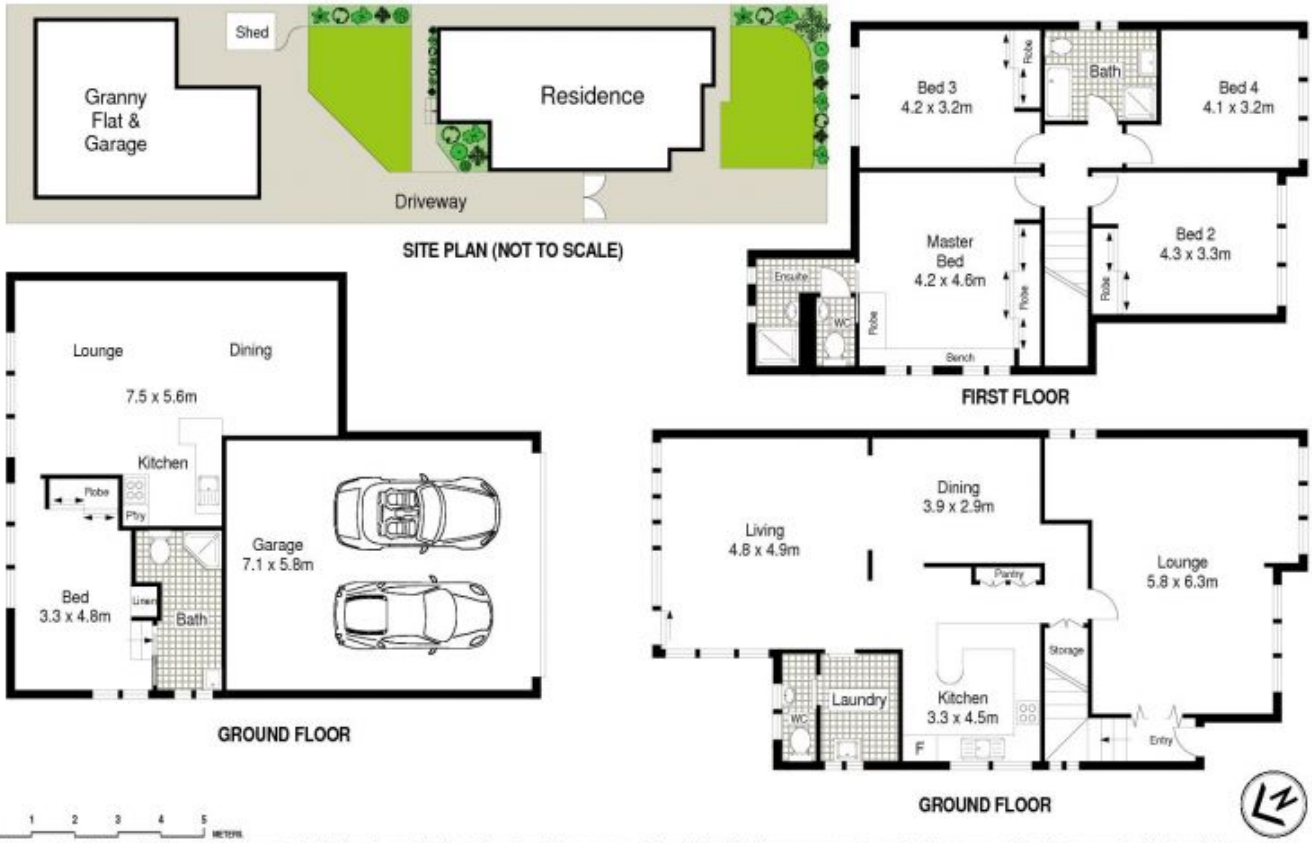 Shed
Granny
Flat &
Garage
Residence
Driveway
SITE PLAN (NOT TO SCALE)
Bed 3
4.2 x 3.2m
Robe
Bath
Bed 4
4.1 x 3.2m
Master
Bed
4.2 x 4.6m
Robe
Robe
Bed 2
4.3 x 3.3m
Ensuite
WC
Robe
Bench
FIRST FLOOR
Lounge
Dining
7.5 x 5.6m
Kitchen
Robe
Ptry
Garage
7.1 x 5.8m
Bed
3.3 x 4.8m
Linen
Bath
GROUND FLOOR
Living
4.8 x 4.9m
Dining
3.9 x 2.9m
Pantry
Lounge
5.8 x 6.3m
Storage
Laundry
WC
Kitchen
3.3 x 4.5m
F
Entry
GROUND FLOOR
1 2 3 4 5
METERS
N